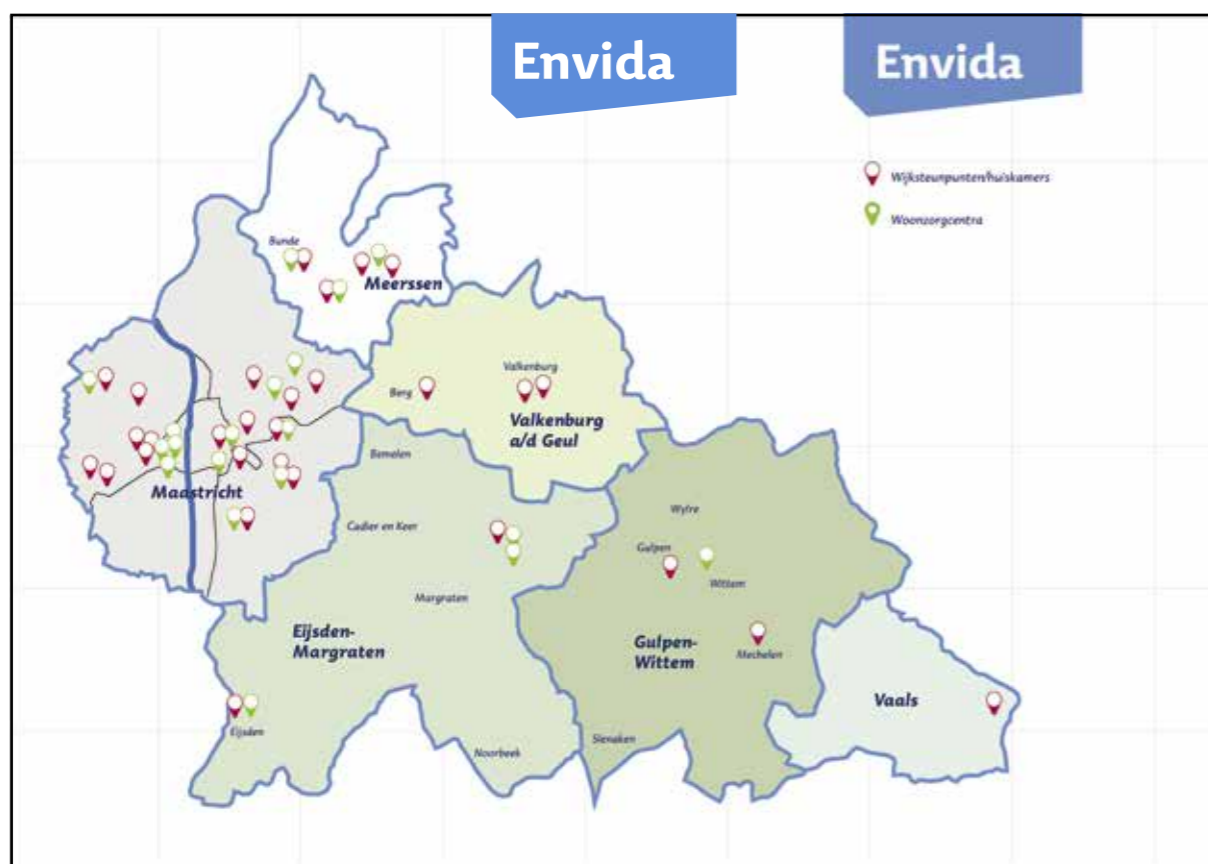 Envida
Envida
Wijksteunpunten/huiskamers
Woonzorgcentra
Bunde
Meerssen
Valkenburg
Berg
Valkenburg
a/d Geul
Bemelen
Maastricht
Cadier en Keer
Wylre
Gulpen
Wittem
Margraten
Eijsden-
Margraten
Gulpen-
Wittem
Mechelen
Vaals
Eijsden
Noorbeek
Slenaken